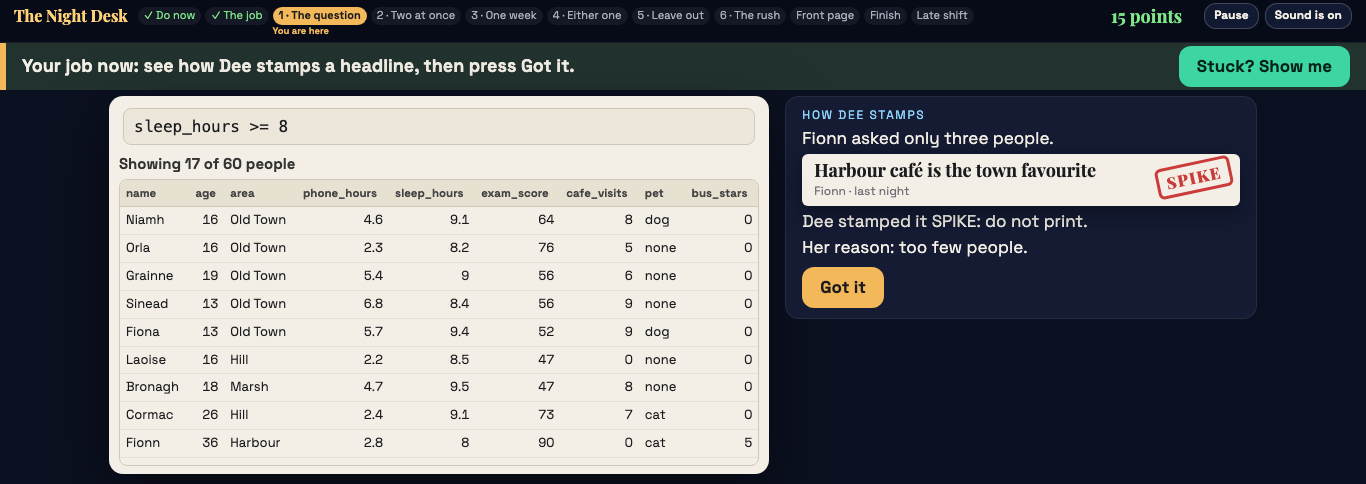 The Night Desk ✓ Do now ✓ The job 1 · The question 2 · Two at once 3 · One week 4 · Either one 5 · Leave out 6 · The rush Front page Finish Late shift 15 points Pause Sound is on
You are here
Your job now: see how Dee stamps a headline, then press Got it. Stuck? Show me
sleep_hours >= 8
Showing 17 of 60 people
name age area phone_hours sleep_hours exam_score cafe_visits pet bus_stars
Niamh 16 Old Town 4.6 9.1 64 8 dog 0
Orla 16 Old Town 2.3 8.2 76 5 none 0
Grainne 19 Old Town 5.4 9 56 6 none 0
Sinead 13 Old Town 6.8 8.4 56 9 none 0
Fiona 13 Old Town 5.7 9.4 52 9 dog 0
Laoise 16 Hill 2.2 8.5 47 0 none 0
Bronagh 18 Marsh 4.7 9.5 47 8 none 0
Cormac 26 Hill 2.4 9.1 73 7 cat 0
Fionn 36 Harbour 2.8 8 90 0 cat 5
HOW DEE STAMPS
Fionn asked only three people.
Harbour café is the town favourite
Fionn · last night
SPIKE
Dee stamped it SPIKE: do not print.
Her reason: too few people.
Got it